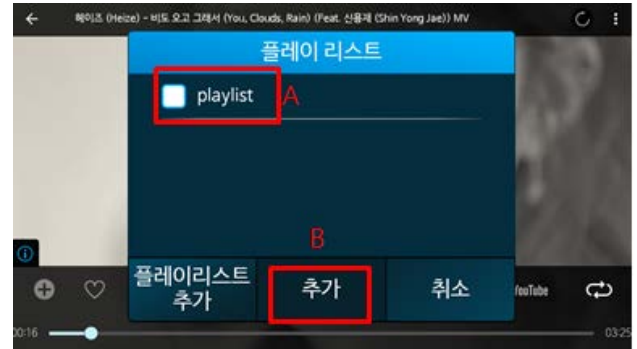 헤이즈 (Heize) - 비도 오고 그래서 (You, Clouds, Rain) (Feat. 신용재 (Shin Yong Jae)) MV
플레이 리스트
playlist
A
B
플레이리스트
추가
추가
취소
YouTube
00:16
03:25